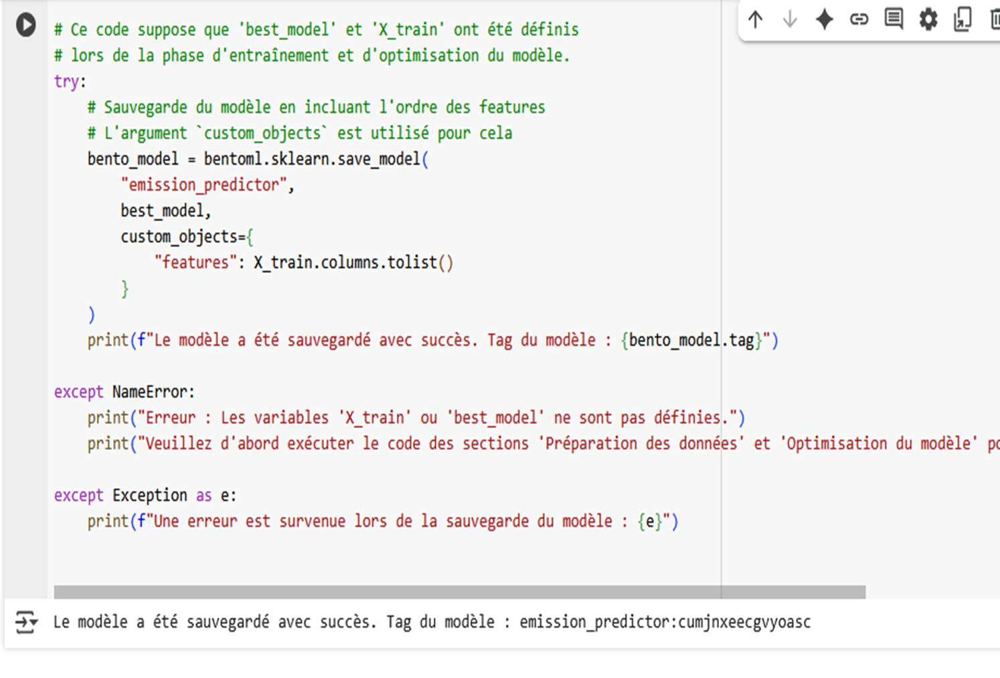 # Ce code suppose que 'best_model' et 'X_train' ont été définis
# lors de la phase d'entraînement et d'optimisation du modèle.
try:
    # Sauvegarde du modèle en incluant l'ordre des features
    # L'argument `custom_objects` est utilisé pour cela
    bento_model = bentoml.sklearn.save_model(
        "emission_predictor",
        best_model,
        custom_objects={
            "features": X_train.columns.tolist()
        }
    )
    print(f"Le modèle a été sauvegardé avec succès. Tag du modèle : {bento_model.tag}")
except NameError:
    print("Erreur : Les variables 'X_train' ou 'best_model' ne sont pas définies.")
    print("Veuillez d'abord exécuter le code des sections 'Préparation des données' et 'Optimisation du modèle'
except Exception as e:
    print(f"Une erreur est survenue lors de la sauvegarde du modèle : {e}")
Le modèle a été sauvegardé avec succès. Tag du modèle : emission_predictor:cumjnxeecgvyoasc